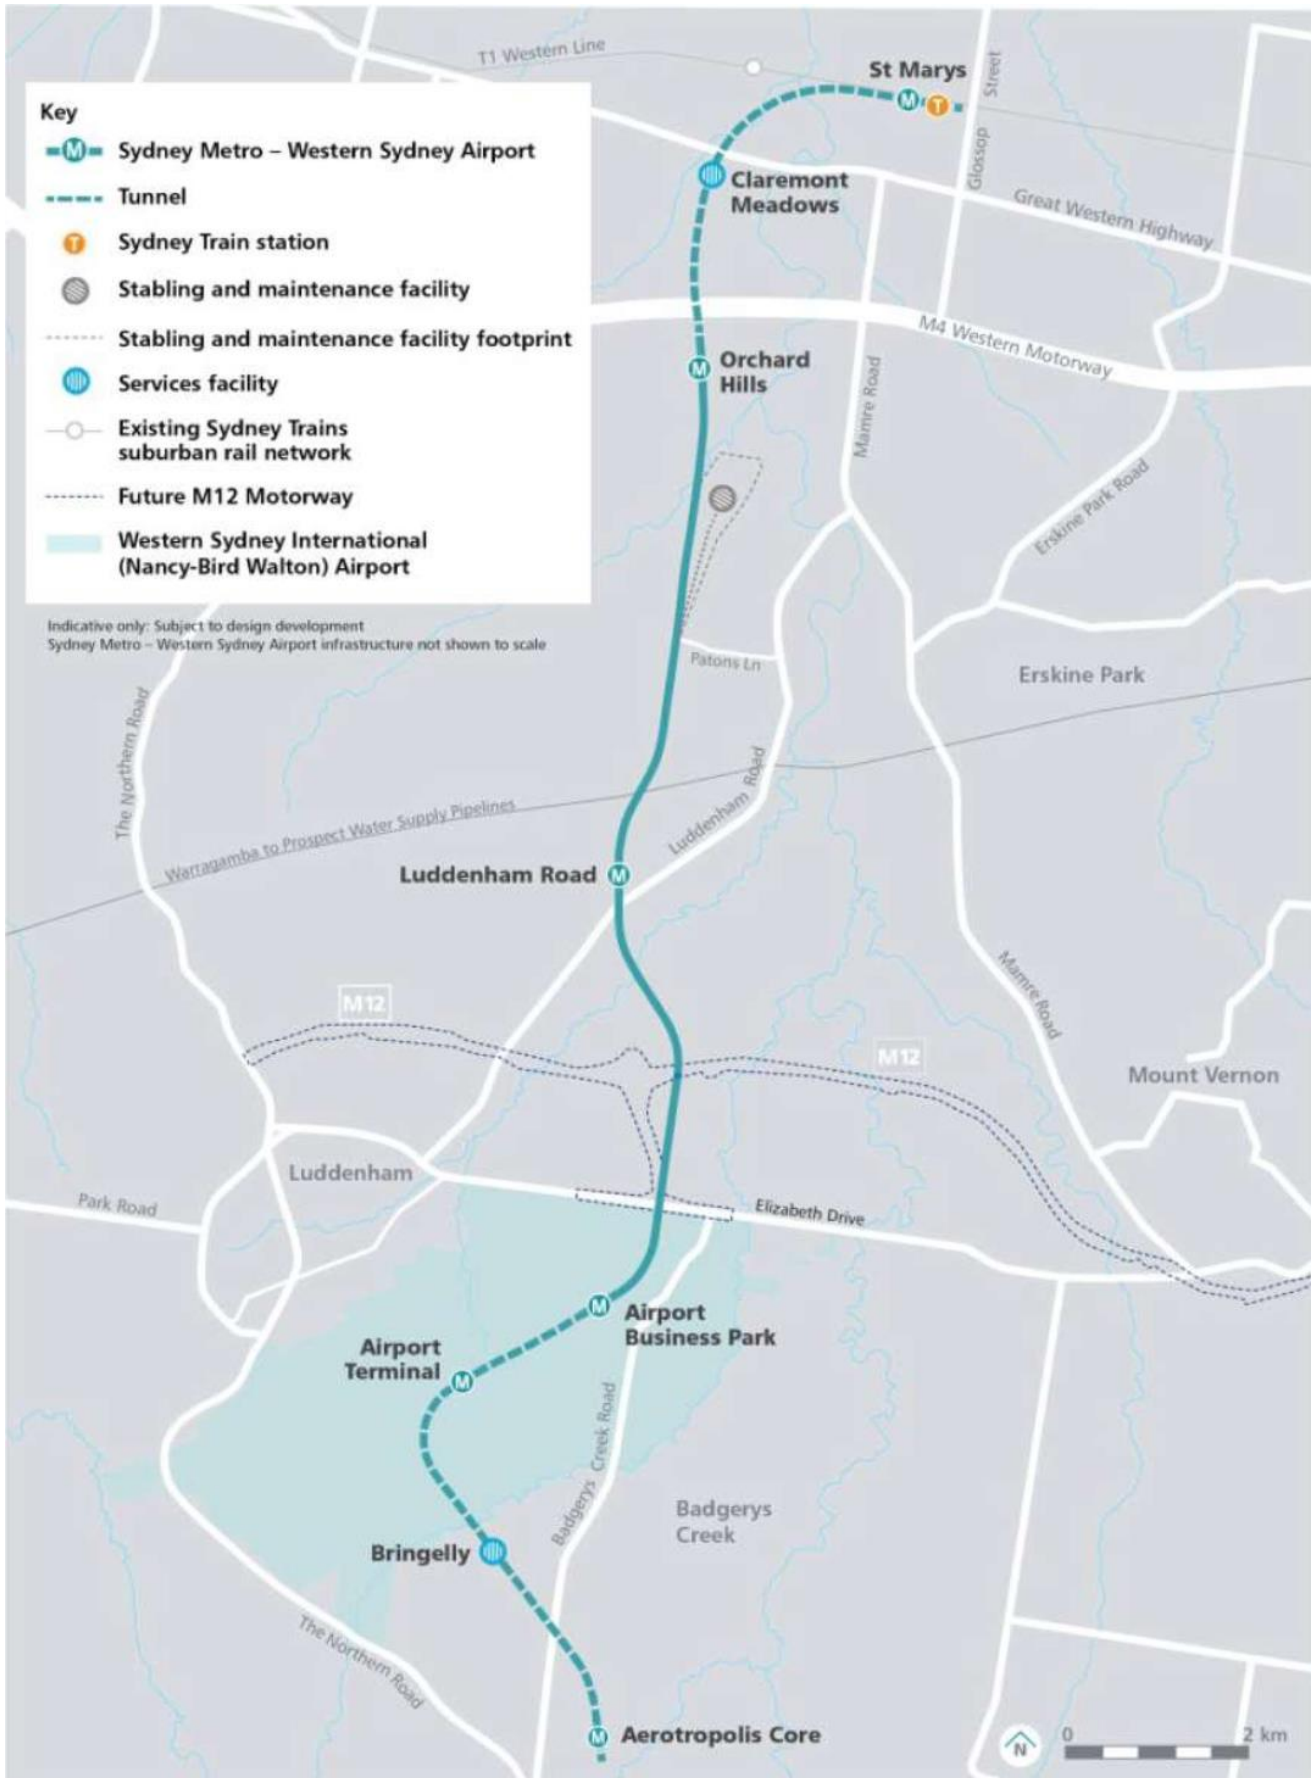 T1 Western Line
St Marys
M
T
Glossop Street
Key
M
Sydney Metro – Western Sydney Airport
Tunnel
T
Sydney Train station
Stabling and maintenance facility
Stabling and maintenance facility footprint
Services facility
Existing Sydney Trains
suburban rail network
Future M12 Motorway
Western Sydney International
(Nancy-Bird Walton) Airport
Indicative only: Subject to design development
Sydney Metro – Western Sydney Airport infrastructure not shown to scale
Claremont
Meadows
Great Western Highway
M4 Western Motorway
M
Orchard
Hills
Mamre Road
Erskine Park Road
Patons Ln
Erskine Park
The Northern Road
Warragamba to Prospect Water Supply Pipelines
Luddenham Road
Luddenham Road
M
Mamre Road
M12
M12
Mount Vernon
Luddenham
Park Road
Elizabeth Drive
M
Airport
Business Park
Airport
Terminal
M
Badgerys Creek Road
Badgerys
Creek
Bringelly
The Northern Road
M
Aerotropolis Core
N
0
2 km